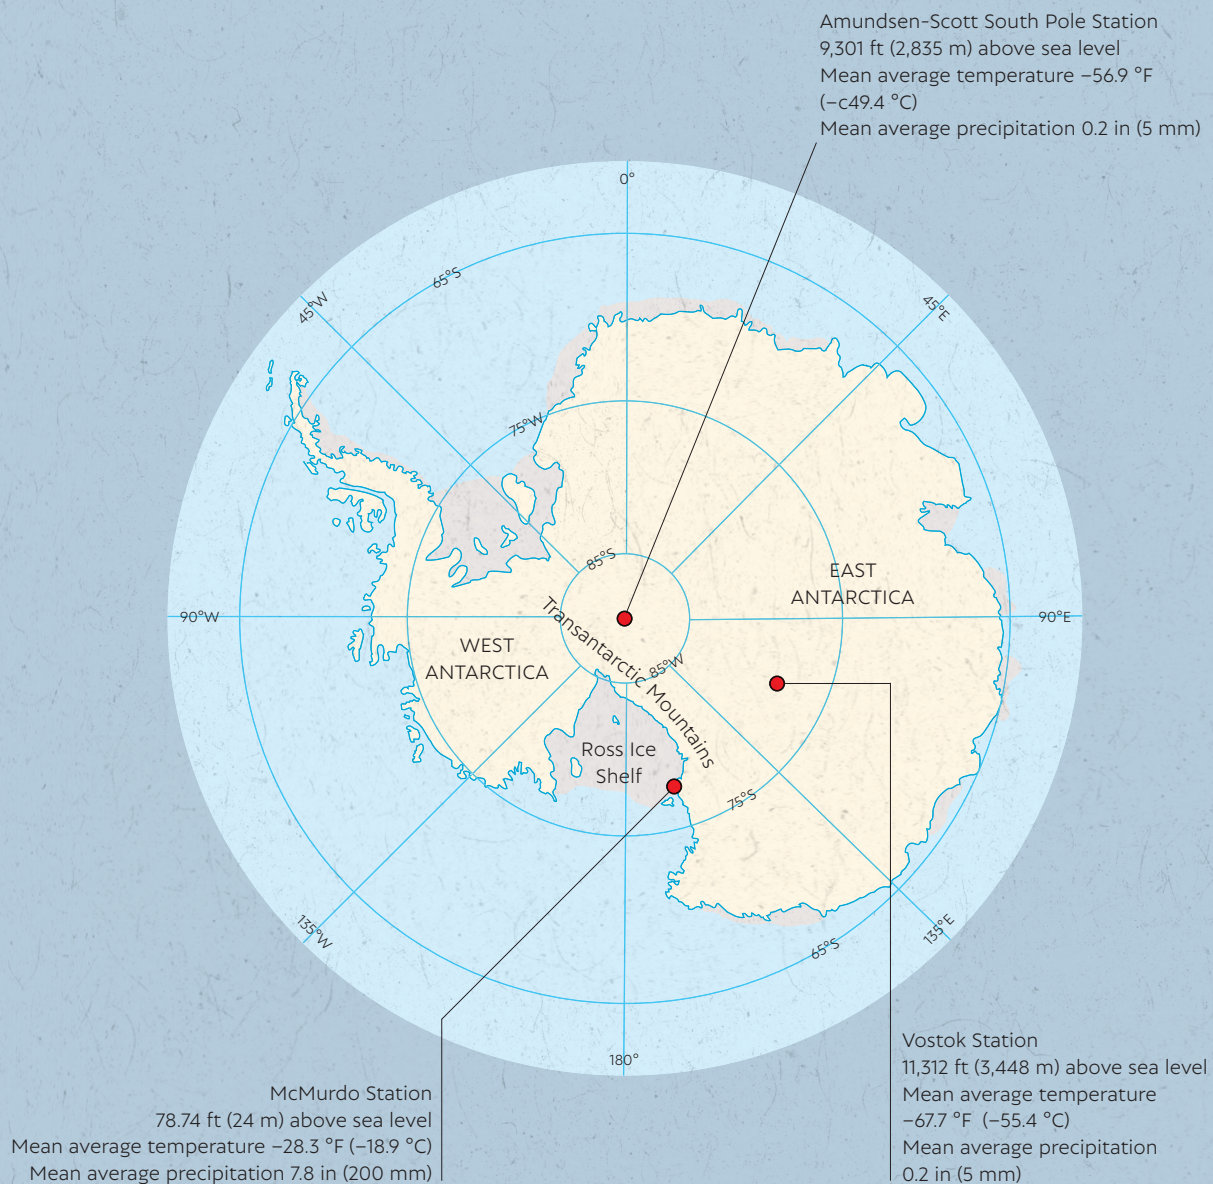 Amundsen-Scott South Pole Station
9,301 ft (2,835 m) above sea level
Mean average temperature –56.9 °F
(–c49.4 °C)
Mean average precipitation 0.2 in (5 mm)
0°
65°S
45°W
45°E
75°W
85°S
EAST
ANTARCTICA
90°W
90°E
Transantarctic Mountains
WEST
ANTARCTICA
85°W
Ross Ice
Shelf
75°S
135°W
135°E
65°S
180°
Vostok Station
11,312 ft (3,448 m) above sea level
Mean average temperature
–67.7 °F (–55.4 °C)
Mean average precipitation
0.2 in (5 mm)
McMurdo Station
78.74 ft (24 m) above sea level
Mean average temperature –28.3 °F (–18.9 °C)
Mean average precipitation 7.8 in (200 mm)